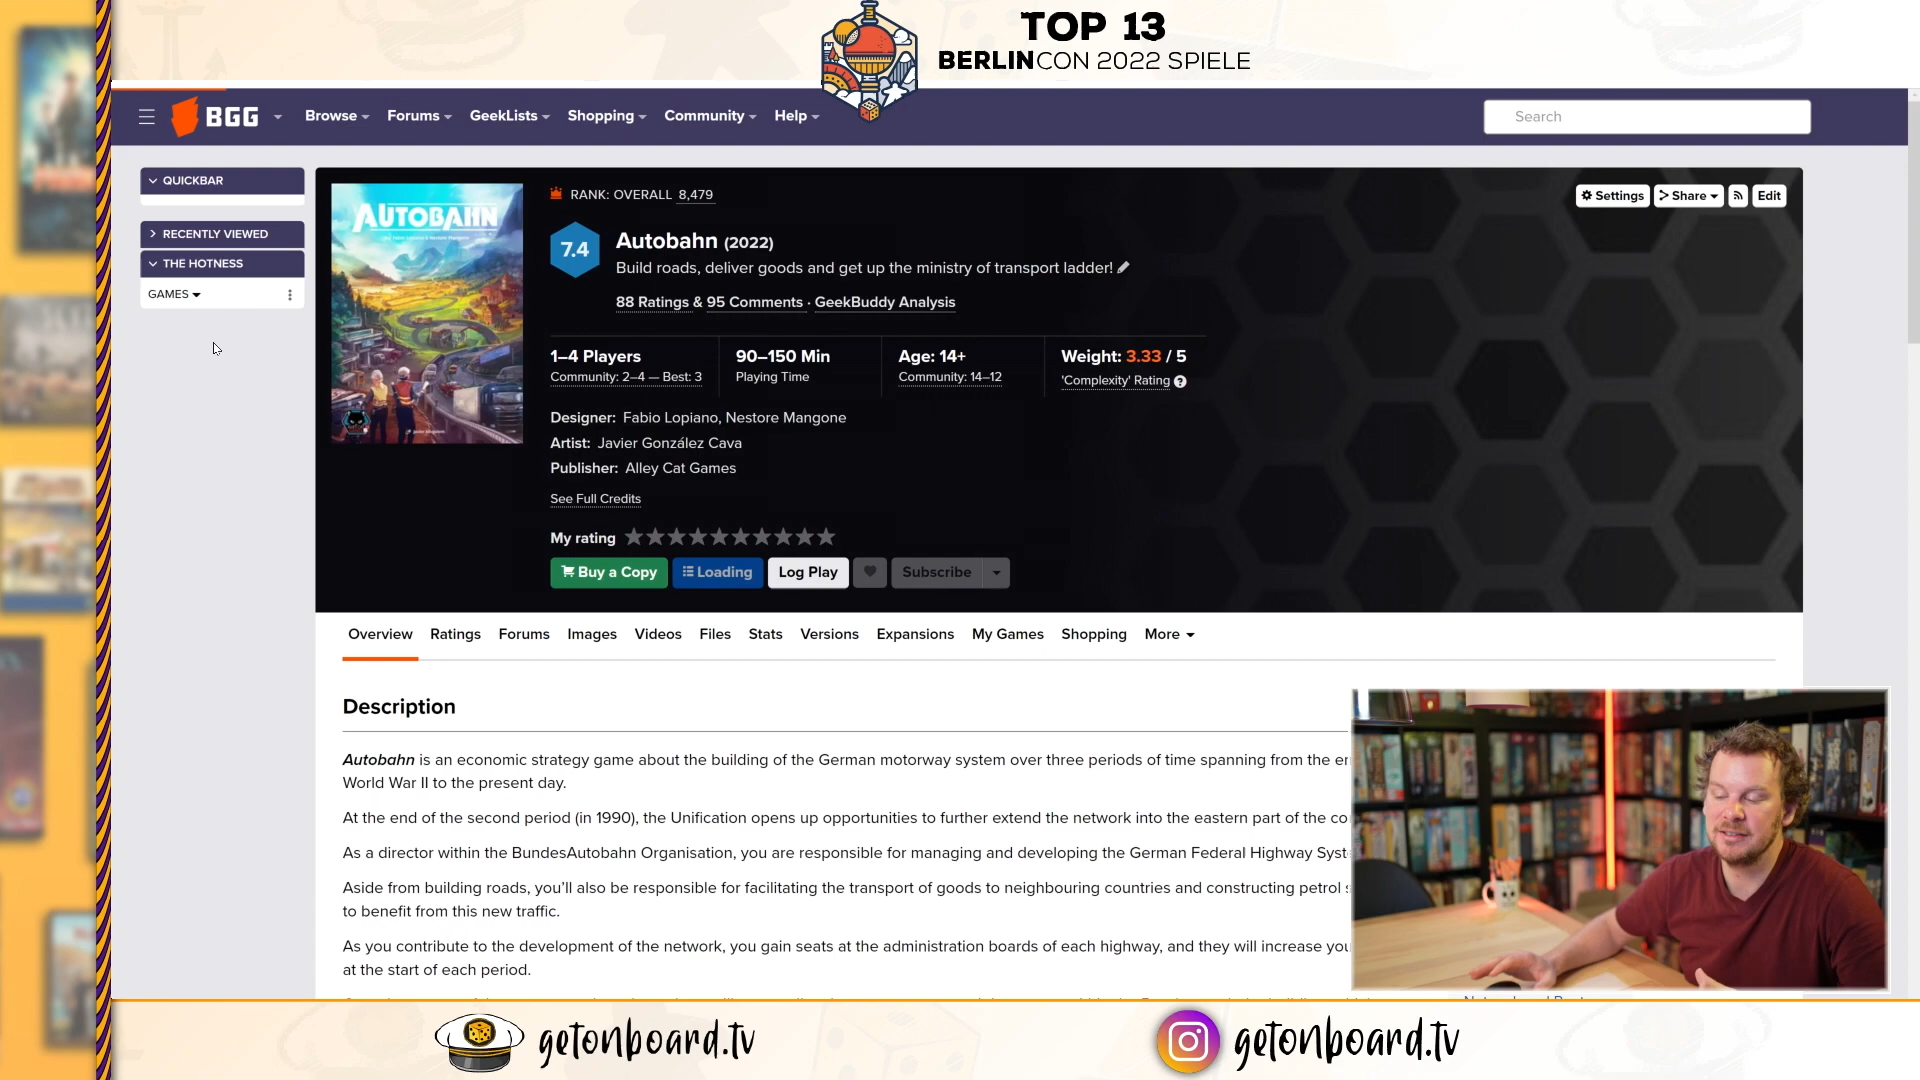 TOP 13
BERLINCON 2022 SPIELE
BGG
Browse
Forums
GeekLists
Shopping
Community
Help
Search
QUICKBAR
RECENTLY VIEWED
THE HOTNESS
GAMES
AUTOBAHN
RANK: OVERALL 8,479
Settings
Share
Edit
7.4
Autobahn (2022)
Build roads, deliver goods and get up the ministry of transport ladder!
88 Ratings & 95 Comments · GeekBuddy Analysis
1–4 Players
Community: 2–4 — Best: 3
90–150 Min
Playing Time
Age: 14+
Community: 14–12
Weight: 3.33 / 5
'Complexity' Rating
Designer: Fabio Lopiano, Nestore Mangone
Artist: Javier González Cava
Publisher: Alley Cat Games
See Full Credits
My rating
Buy a Copy
Loading
Log Play
Subscribe
Overview
Ratings
Forums
Images
Videos
Files
Stats
Versions
Expansions
My Games
Shopping
More
Description
Autobahn is an economic strategy game about the building of the German motorway system over three periods of time spanning from the
World War II to the present day.
At the end of the second period (in 1990), the Unification opens up opportunities to further extend the network into the eastern part of the
As a director within the BundesAutobahn Organisation, you are responsible for managing and developing the German Federal Highway
Aside from building roads, you'll also be responsible for facilitating the transport of goods to neighbouring countries and constructing petrol
to benefit from this new traffic.
As you contribute to the development of the network, you gain seats at the administration boards of each highway, and they will increase
at the start of each period.
getonboard.tv
getonboard.tv